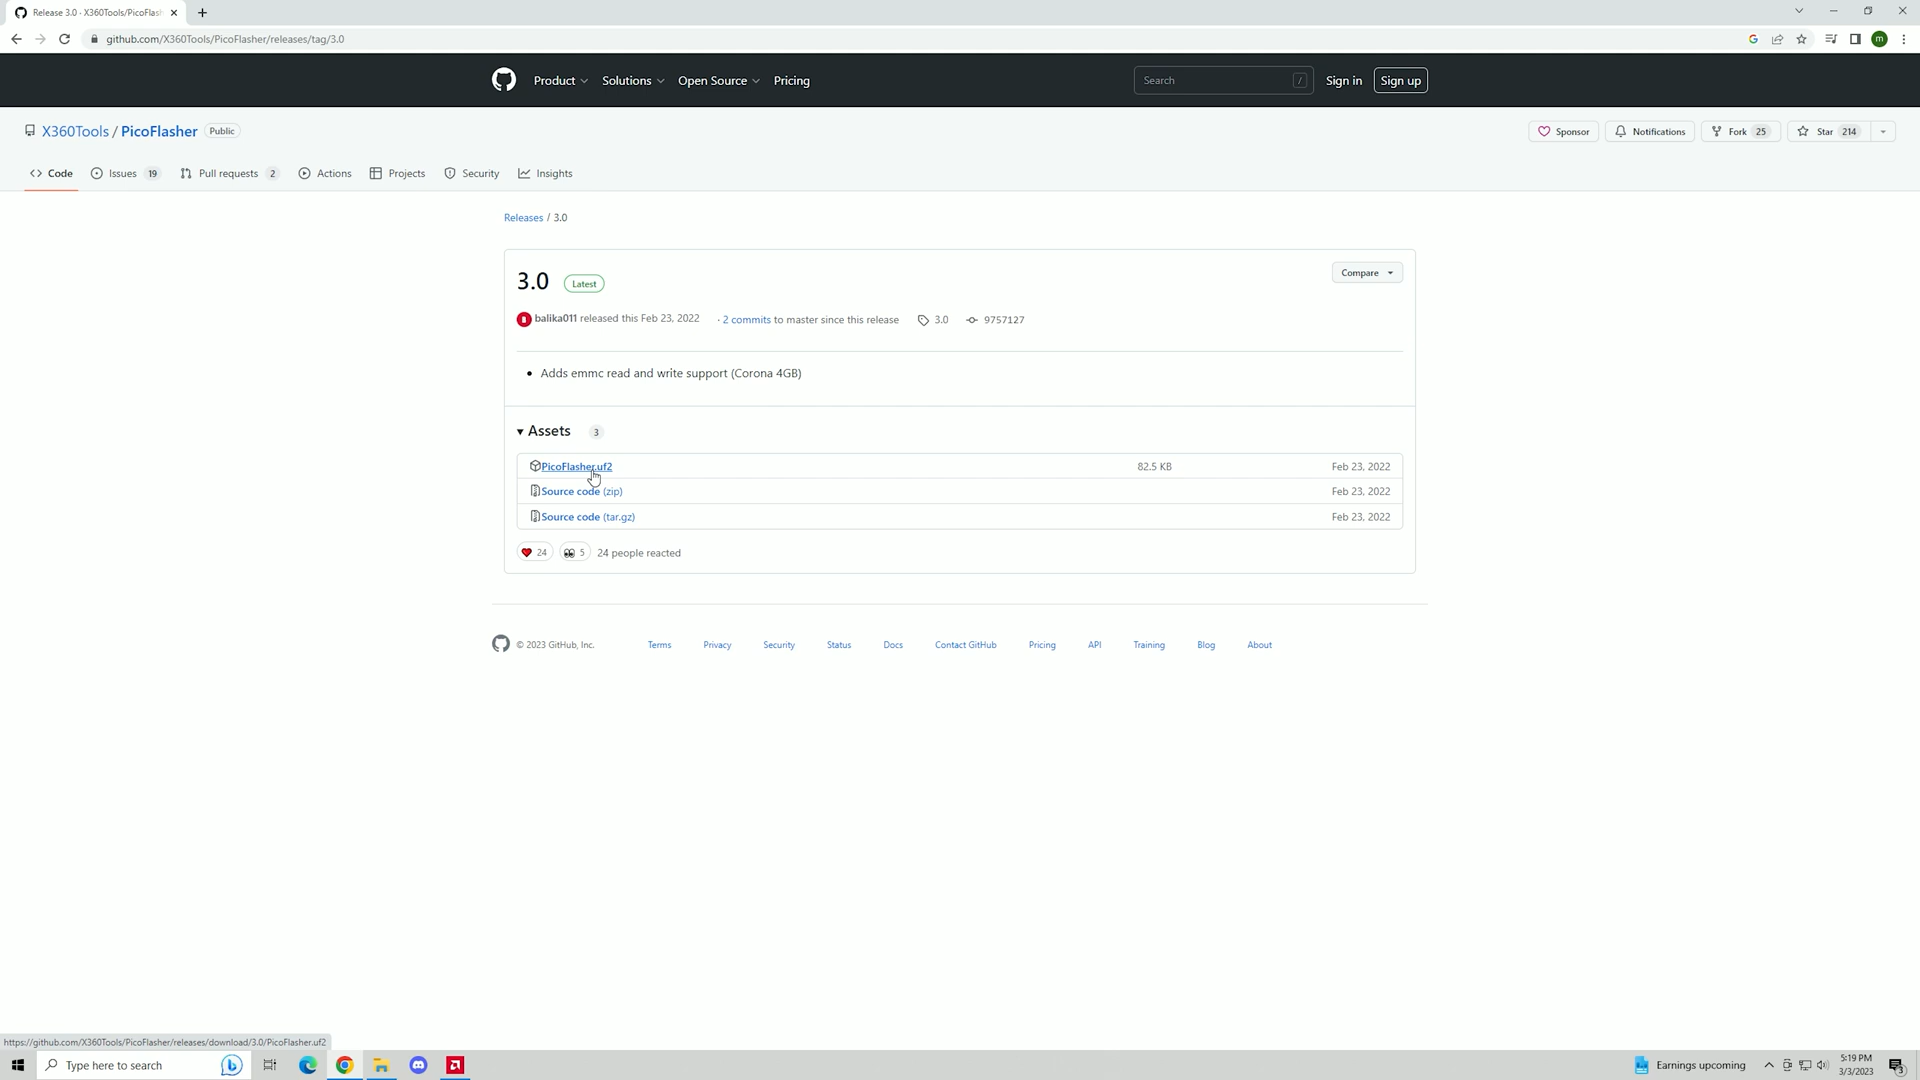 Release 3.0 · X360Tools/PicoFlash
github.com/X360Tools/PicoFlasher/releases/tag/3.0
m
Product Solutions Open Source Pricing
Search /
Sign in Sign up
X360Tools / PicoFlasher Public
Sponsor Notifications Fork 25 Star 214
Code Issues 19 Pull requests 2 Actions Projects Security Insights
Releases / 3.0
3.0 Latest
Compare
balika011 released this Feb 23, 2022 · 2 commits to master since this release 3.0 9757127
• Adds emmc read and write support (Corona 4GB)
Assets 3
PicoFlasher.uf2 82.5 KB Feb 23, 2022
Source code (zip) Feb 23, 2022
Source code (tar.gz) Feb 23, 2022
24 5 24 people reacted
© 2023 GitHub, Inc. Terms Privacy Security Status Docs Contact GitHub Pricing API Training Blog About
https://github.com/X360Tools/PicoFlasher/releases/download/3.0/PicoFlasher.uf2
Type here to search
Earnings upcoming
5:19 PM
3/3/2023
3